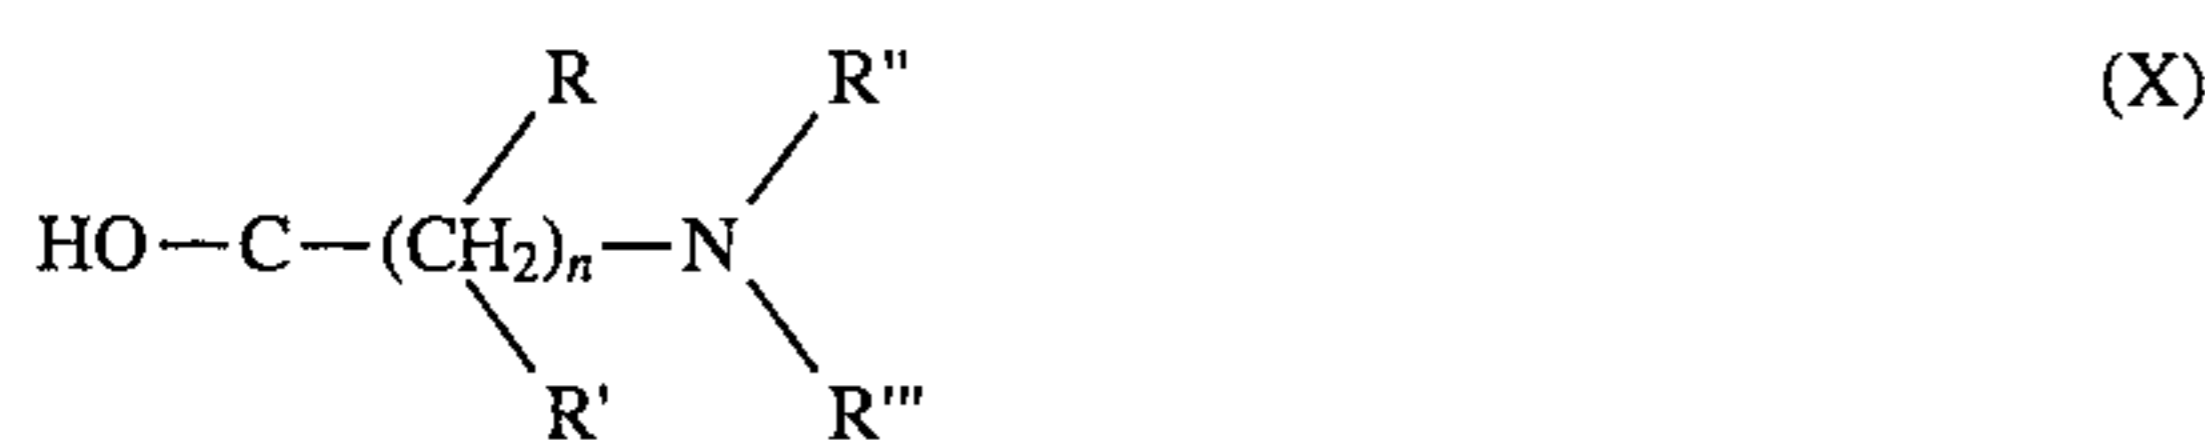 R R" (X)
HO—C—(CH₂)ₙ—N
R' R'''